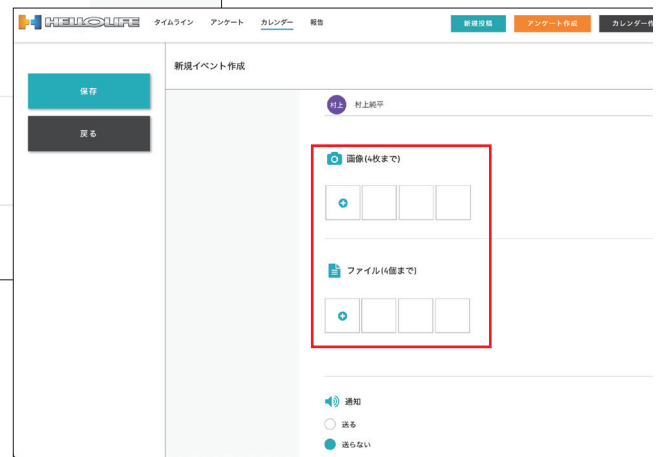 HELLOLIFE タイムライン アンケート カレンダー 報告 新規投稿 アンケート作成 カレンダー作
新規イベント作成
保存
戻る
村上 村上純平
画像(4枚まで)
ファイル(4個まで)
通知
送る
送らない